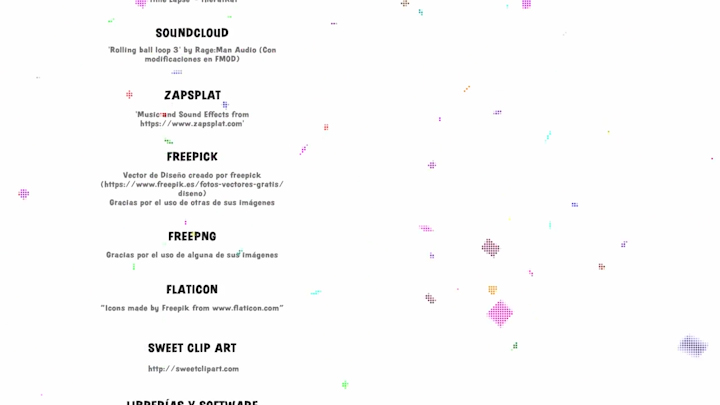 Time Lapse - TheFatRat
SOUNDCLOUD
'Rolling ball loop 3' by Rage:Man Audio (Con
modificaciones en FMOD)
ZAPSPLAT
'Music and Sound Effects from
https://www.zapsplat.com'
FREEPICK
Vector de Diseño creado por freepick
(https://www.freepik.es/fotos-vectores-gratis/
diseno)
Gracias por el uso de otras de sus imágenes
FREEPNG
Gracias por el uso de alguna de sus imágenes
FLATICON
"Icons made by Freepik from www.flaticon.com"
SWEET CLIP ART
http://sweetclipart.com
LIBRERÍAS Y SOFTWARE